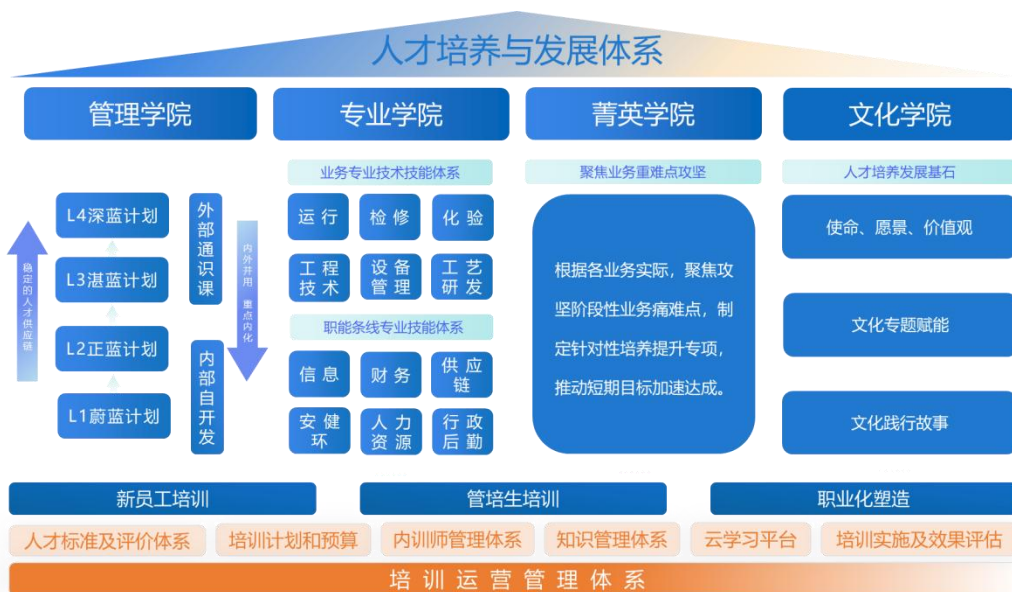 人才培养与发展体系
管理学院
专业学院
菁英学院
文化学院
稳定的人才供应链
L4深蓝计划
L3湛蓝计划
L2正蓝计划
L1蔚蓝计划
外部通识课
内部自开发
内外并用 重点内化
业务专业技术技能体系
运行
检修
化验
工程
技术
设备
管理
工艺
研发
职能条线专业技能体系
信息
财务
供应
链
安健
环
人力
资源
行政
后勤
聚焦业务重难点攻坚
根据各业务实际，聚焦攻
坚阶段性业务痛难点，制
定针对性培养提升专项，
推动短期目标加速达成。
人才培养发展基石
使命、愿景、价值观
文化专题赋能
文化践行故事
新员工培训
管培生培训
职业化塑造
人才标准及评价体系
培训计划和预算
内训师管理体系
知识管理体系
云学习平台
培训实施及效果评估
培训运营管理体系